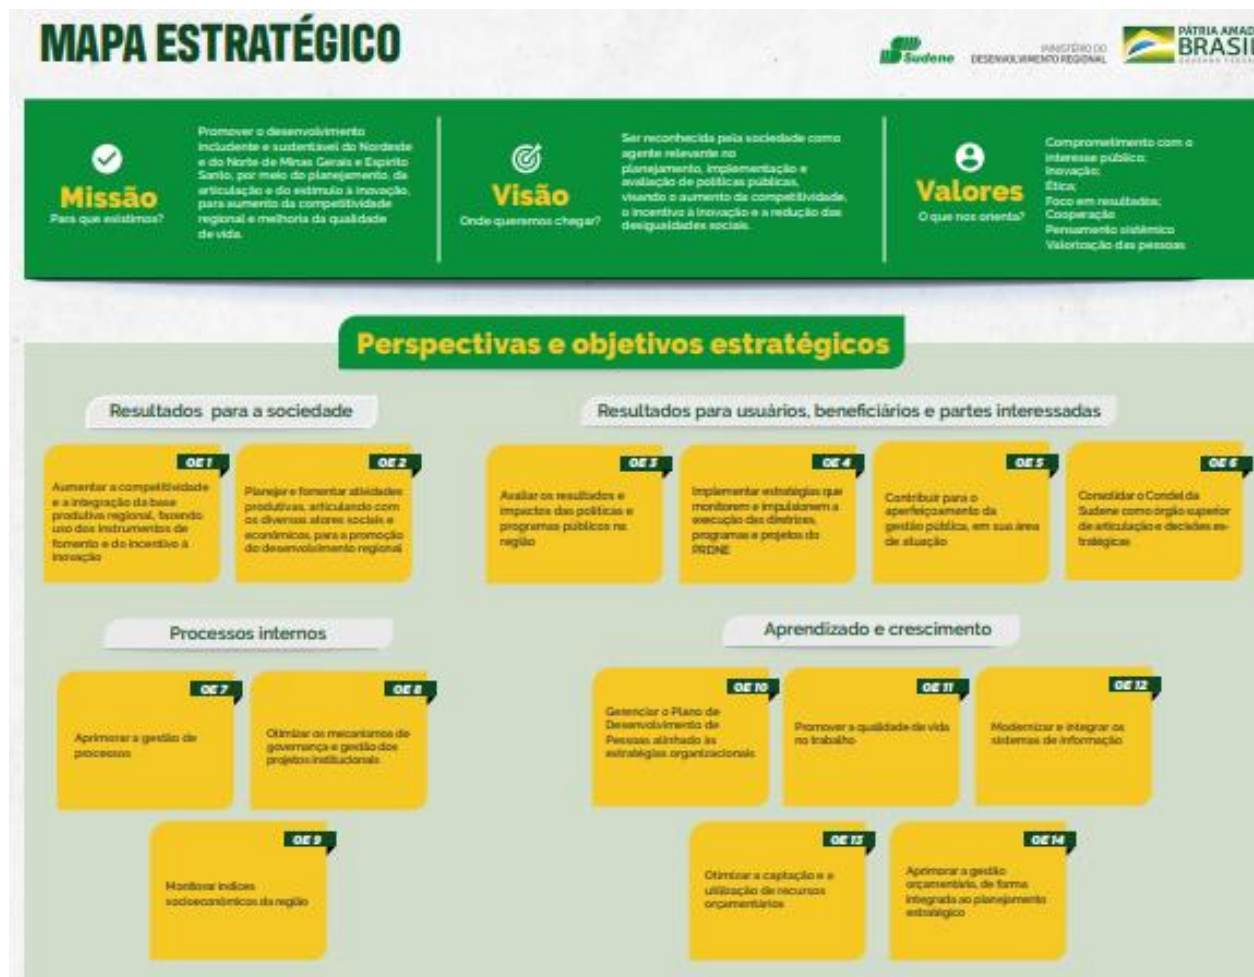 MAPA ESTRATÉGICO
Sudene
MINISTÉRIO DO
DESENVOLVIMENTO REGIONAL
PÁTRIA AMAD
BRASIL
GOVERNO FEDERAL
Missão
Para que existimos?
Promover o desenvolvimento
includente e sustentável do Nordeste
e do Norte de Minas Gerais e Espírito
Santo, por meio do planejamento, da
articulação e do estímulo à inovação,
para aumento da competitividade
regional e melhoria da qualidade
de vida.
Visão
Onde queremos chegar?
Ser reconhecida pela sociedade como
agente relevante no
planejamento, implementação e
avaliação de políticas públicas,
visando o aumento da competitividade,
o incentivo à inovação e a redução das
desigualdades sociais.
Valores
O que nos orienta?
Comprometimento com o
interesse público;
Inovação;
Ética;
Foco em resultados;
Cooperação
Pensamento sistêmico
Valorização das pessoas
Perspectivas e objetivos estratégicos
Resultados para a sociedade
OE 1
Aumentar a competitividade
e a integração da base
produtiva regional, fazendo
uso dos instrumentos de
fomento e do incentivo à
inovação
OE 2
Planejar e fomentar atividades
produtivas, articulando com
os diversos atores sociais e
econômicos, para a promoção
do desenvolvimento regional
Resultados para usuários, beneficiários e partes interessadas
OE 3
Avaliar os resultados e
impactos das políticas e
programas públicos na
região
OE 4
Implementar estratégias que
monitorem e impulsionem a
execução das diretrizes,
programas e projetos do
PRDNE
OE 5
Contribuir para o
aperfeiçoamento da
gestão pública, em sua área
de atuação
OE 6
Consolidar o Condel da
Sudene como órgão superior
de articulação e decisões es-
tratégicas
Processos internos
OE 7
Aprimorar a gestão de
processos
OE 8
Otimizar os mecanismos de
governança e gestão dos
projetos institucionais
OE 9
Monitorar índices
socioeconômicos da região
Aprendizado e crescimento
OE 10
Gerenciar o Plano de
Desenvolvimento de
Pessoas alinhado às
estratégias organizacionais
OE 11
Promover a qualidade de vida
no trabalho
OE 12
Modernizar e integrar os
sistemas de informação
OE 13
Otimizar a captação e a
utilização de recursos
orçamentários
OE 14
Aprimorar a gestão
orçamentária, de forma
integrada ao planejamento
estratégico